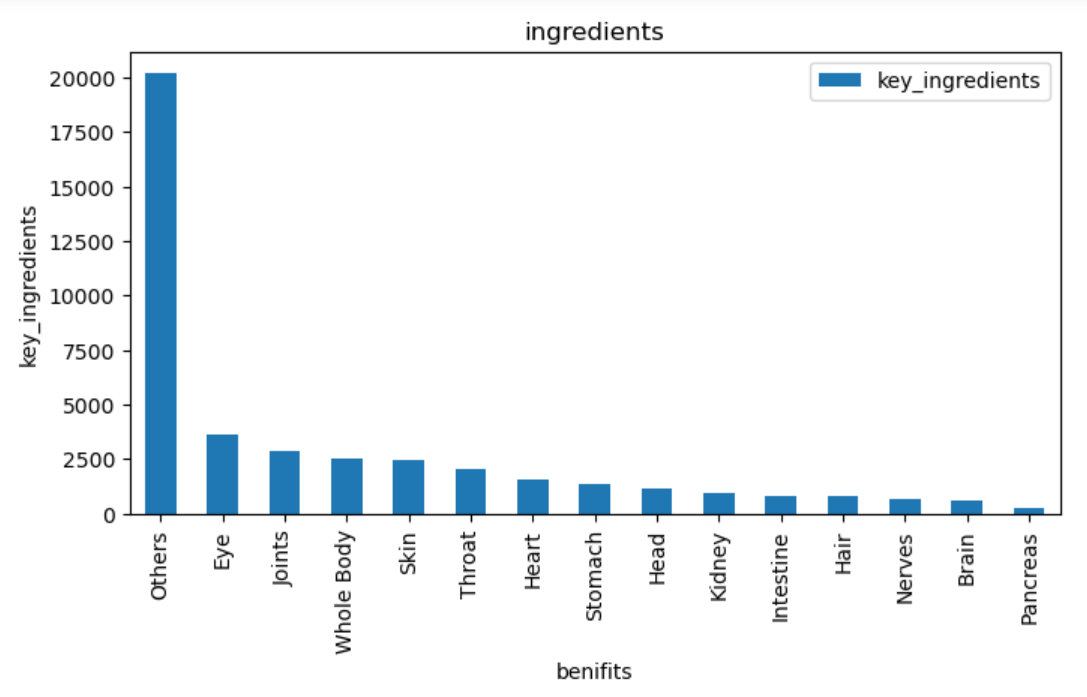 ingredients
key_ingredients
key_ingredients
20000
17500
15000
12500
10000
7500
5000
2500
0
Others
Eye
Joints
Whole Body
Skin
Throat
Heart
Stomach
Head
Kidney
Intestine
Hair
Nerves
Brain
Pancreas
benifits